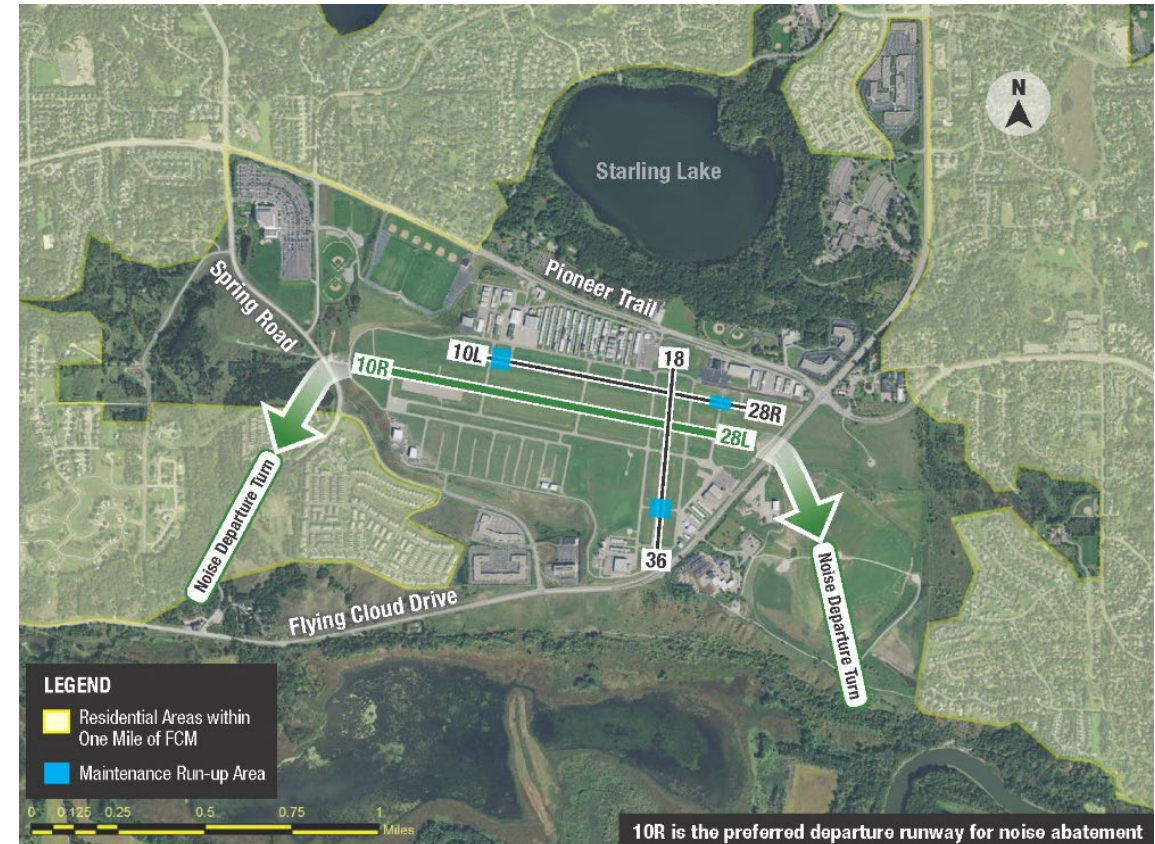 N
Starling Lake
Pioneer Trail
Spring Road
18
10L
10R
28R
28L
Noise Departure Turn
Noise Departure Turn
36
Flying Cloud Drive
LEGEND
Residential Areas within
One Mile of FCM
Maintenance Run-up Area
0 0.125 0.25 0.5 0.75 1
Miles
10R is the preferred departure runway for noise abatement